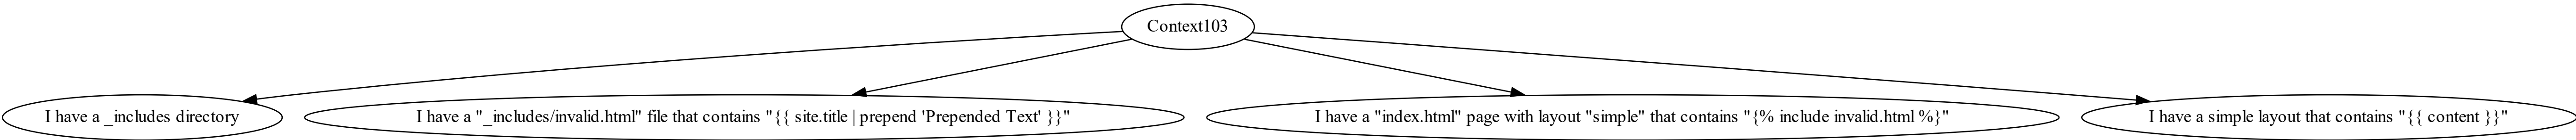 Context103
I have a _includes directory
I have a "_includes/invalid.html" file that contains "{{ site.title | prepend 'Prepended Text' }}"
I have a "index.html" page with layout "simple" that contains "{% include invalid.html %}"
I have a simple layout that contains "{{ content }}"